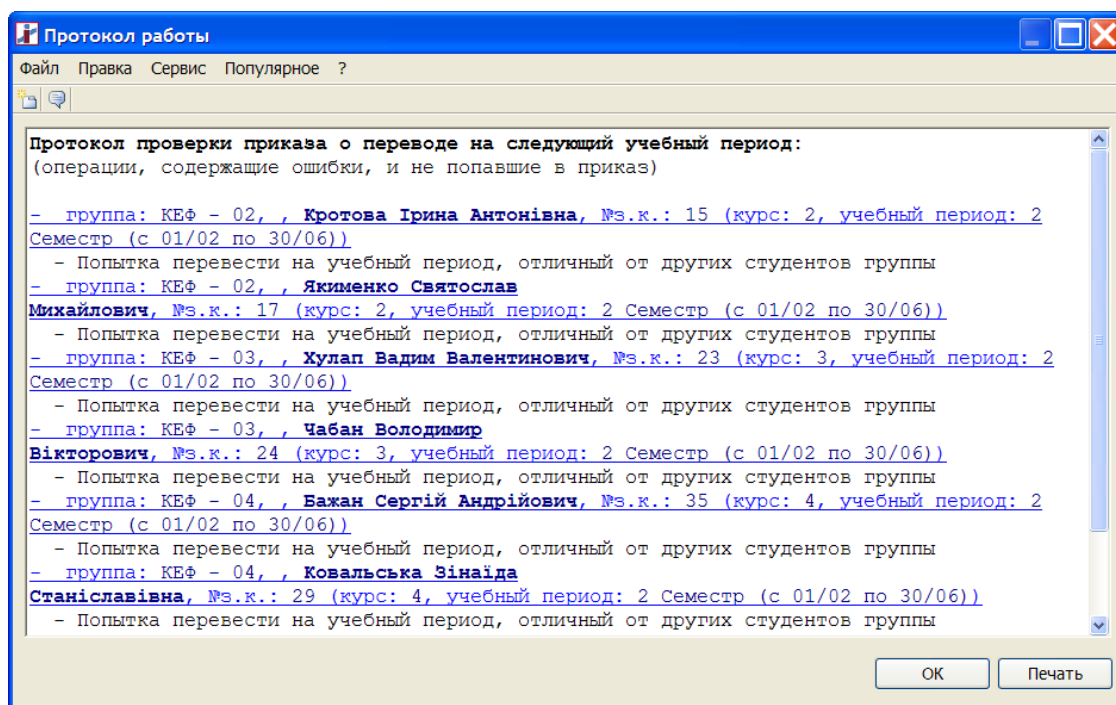 Протокол работы
Файл Правка Сервис Популярное ?
Протокол проверки приказа о переводе на следующий учебный период:
(операции, содержащие ошибки, и не попавшие в приказ)
- группа: КЕФ - 02, , Кротова Ірина Антонівна, №з.к.: 15 (курс: 2, учебный период: 2
Семестр (с 01/02 по 30/06))
- Попытка перевести на учебный период, отличный от других студентов группы
- группа: КЕФ - 02, , Якименко Святослав
Михайлович, №з.к.: 17 (курс: 2, учебный период: 2 Семестр (с 01/02 по 30/06))
- Попытка перевести на учебный период, отличный от других студентов группы
- группа: КЕФ - 03, , Хулап Вадим Валентинович, №з.к.: 23 (курс: 3, учебный период: 2
Семестр (с 01/02 по 30/06))
- Попытка перевести на учебный период, отличный от других студентов группы
- группа: КЕФ - 03, , Чабан Володимир
Вікторович, №з.к.: 24 (курс: 3, учебный период: 2 Семестр (с 01/02 по 30/06))
- Попытка перевести на учебный период, отличный от других студентов группы
- группа: КЕФ - 04, , Бажан Сергій Андрійович, №з.к.: 35 (курс: 4, учебный период: 2
Семестр (с 01/02 по 30/06))
- Попытка перевести на учебный период, отличный от других студентов группы
- группа: КЕФ - 04, , Ковальська Зінаїда
Станіславівна, №з.к.: 29 (курс: 4, учебный период: 2 Семестр (с 01/02 по 30/06))
- Попытка перевести на учебный период, отличный от других студентов группы
OK Печать